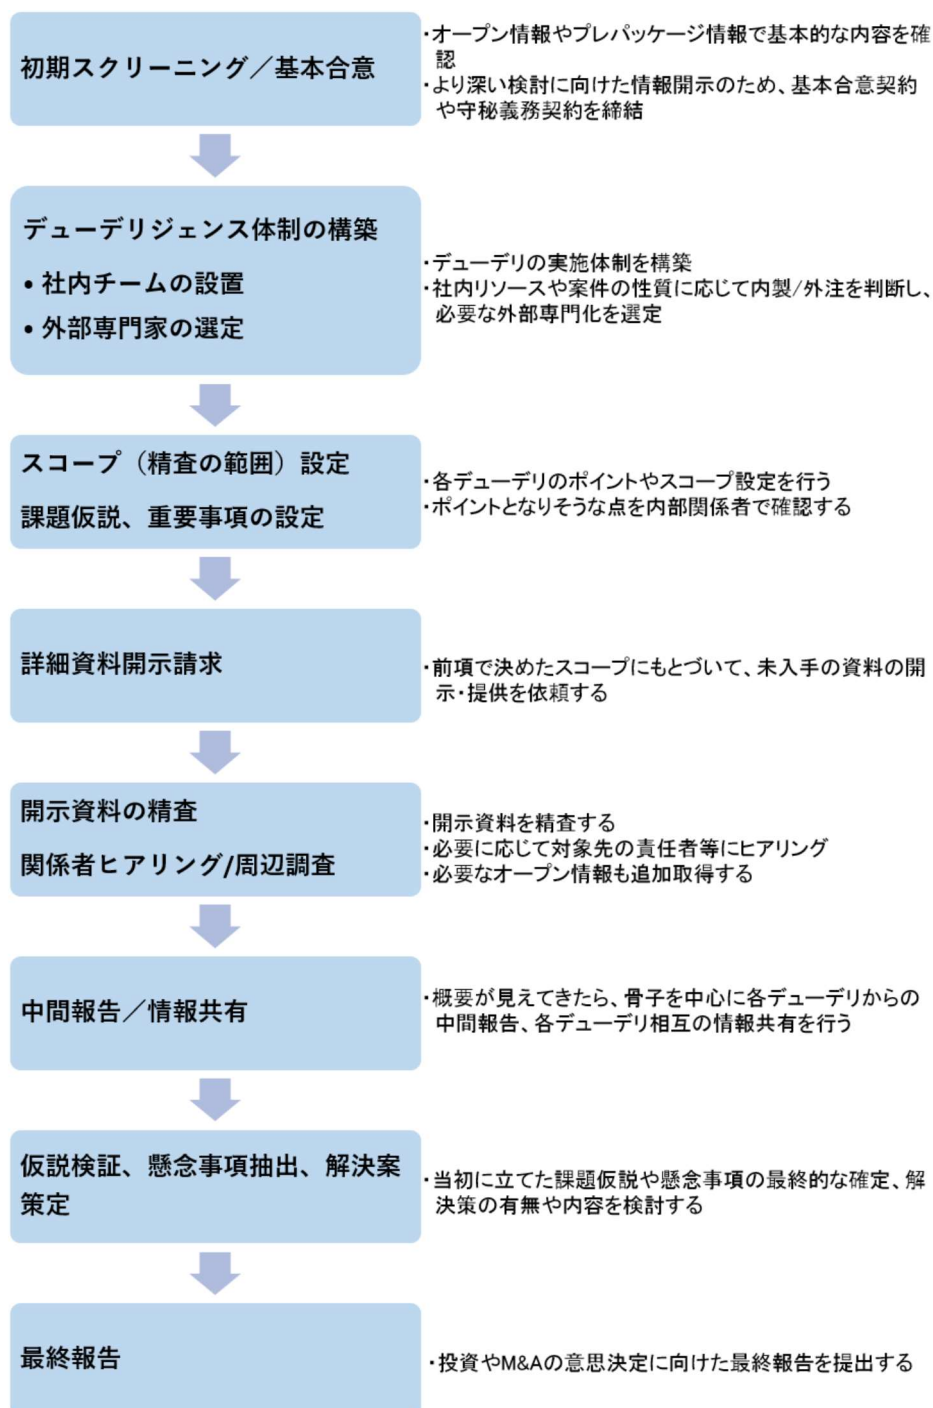 初期スクリーニング／基本合意
・オープン情報やプレパッケージ情報で基本的な内容を確
認
・より深い検討に向けた情報開示のため、基本合意契約
や守秘義務契約を締結
デューデリジェンス体制の構築
• 社内チームの設置
• 外部専門家の選定
・デューデリの実施体制を構築
・社内リソースや案件の性質に応じて内製/外注を判断し、
必要な外部専門化を選定
スコープ（精査の範囲）設定
課題仮説、重要事項の設定
・各デューデリのポイントやスコープ設定を行う
・ポイントとなりそうな点を内部関係者で確認する
詳細資料開示請求
・前項で決めたスコープにもとづいて、未入手の資料の開
示・提供を依頼する
開示資料の精査
関係者ヒアリング/周辺調査
・開示資料を精査する
・必要に応じて対象先の責任者等にヒアリング
・必要なオープン情報も追加取得する
中間報告／情報共有
・概要が見えてきたら、骨子を中心に各デューデリからの
中間報告、各デューデリ相互の情報共有を行う
仮説検証、懸念事項抽出、解決案
策定
・当初に立てた課題仮説や懸念事項の最終的な確定、解
決策の有無や内容を検討する
最終報告
・投資やM&Aの意思決定に向けた最終報告を提出する